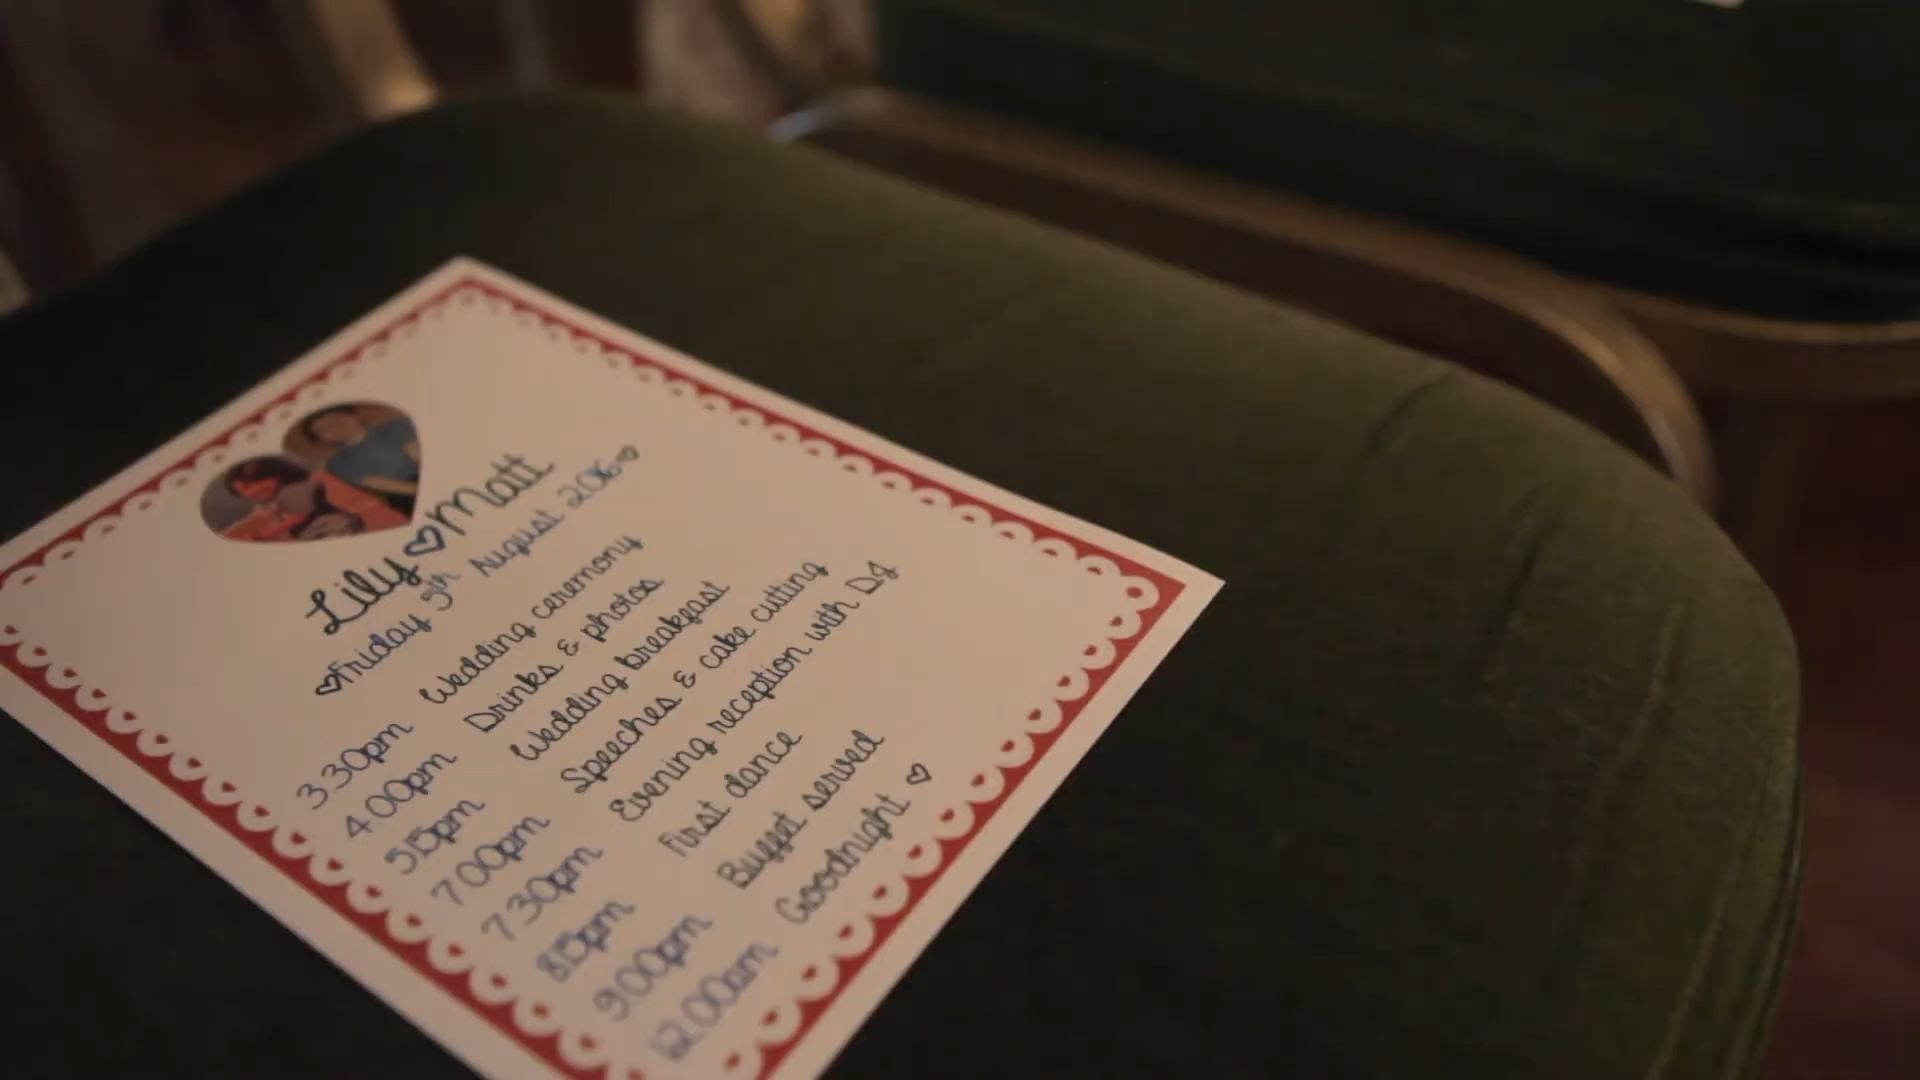 Lily ♡ Matt
♡Friday 5th August 2016♡
3.30pm Wedding ceremony
4.00pm Drinks & photos
5.15pm Wedding breakfast
7.00pm Speeches & cake cutting
7.30pm Evening reception with DJ
8.15pm First dance
9.00pm Buffet served
12.00am Goodnight ♡